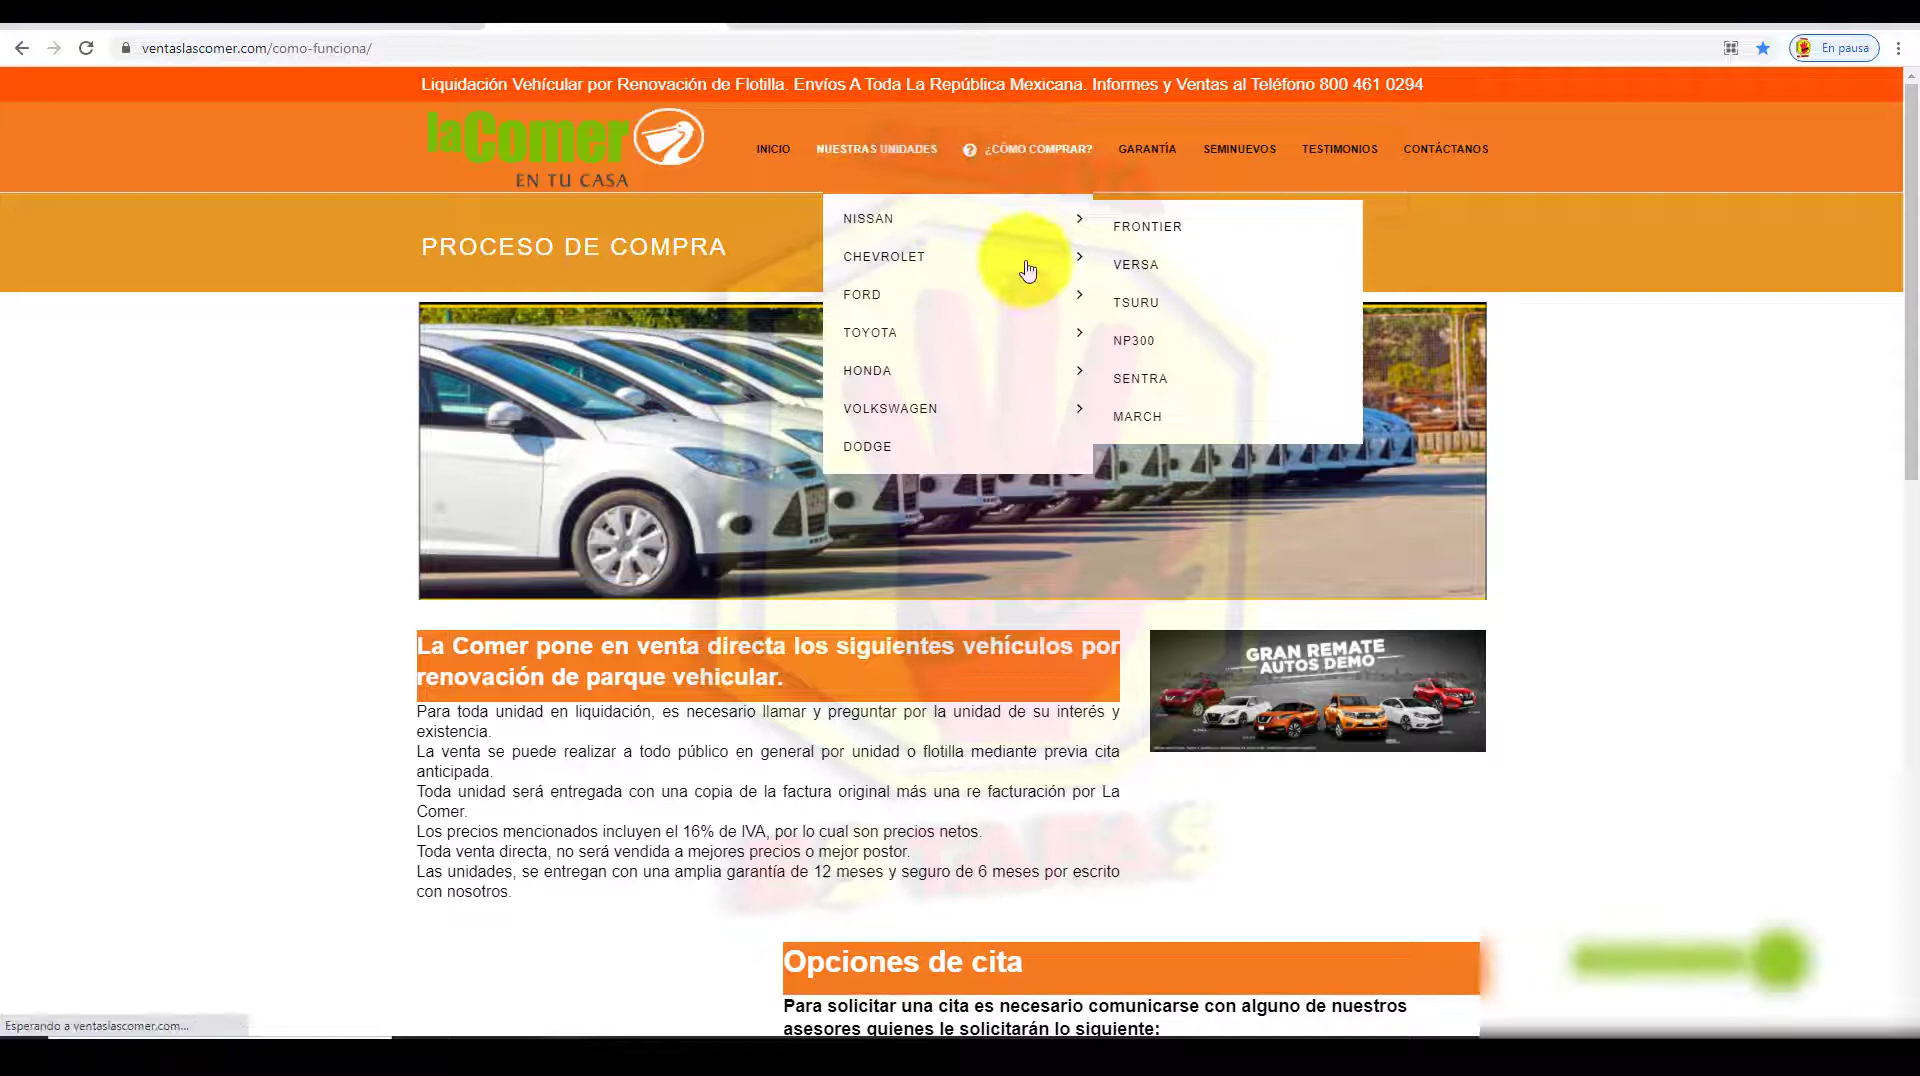 ventaslascomer.com/como-funciona/
En pausa
Liquidación Vehícular por Renovación de Flotilla. Envíos A Toda La República Mexicana. Informes y Ventas al Teléfono 800 461 0294
laComer
EN TU CASA
INICIO
NUESTRAS UNIDADES
¿CÓMO COMPRAR?
GARANTÍA
SEMINUEVOS
TESTIMONIOS
CONTÁCTANOS
PROCESO DE COMPRA
NISSAN
CHEVROLET
FORD
TOYOTA
HONDA
VOLKSWAGEN
DODGE
FRONTIER
VERSA
TSURU
NP300
SENTRA
MARCH
La Comer pone en venta directa los siguientes vehículos por
renovación de parque vehicular.
Para toda unidad en liquidación, es necesario llamar y preguntar por la unidad de su interés y
existencia.
La venta se puede realizar a todo público en general por unidad o flotilla mediante previa cita
anticipada.
Toda unidad será entregada con una copia de la factura original más una re facturación por La
Comer.
Los precios mencionados incluyen el 16% de IVA, por lo cual son precios netos.
Toda venta directa, no será vendida a mejores precios o mejor postor.
Las unidades, se entregan con una amplia garantía de 12 meses y seguro de 6 meses por escrito
con nosotros.
GRAN REMATE
AUTOS DEMO
Opciones de cita
Para solicitar una cita es necesario comunicarse con alguno de nuestros
asesores quienes le solicitarán lo siguiente:
Esperando a ventaslascomer.com...